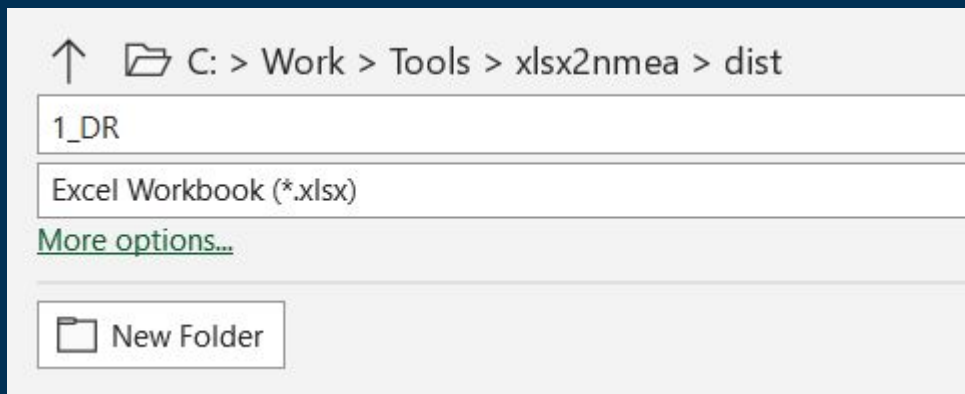 C: > Work > Tools > xlsx2nmea > dist
1_DR
Excel Workbook (*.xlsx)
More options...
New Folder